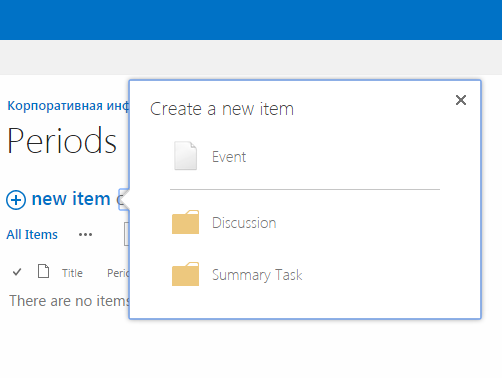 Корпоративная инф
Periods
new item
All Items ...
Title Perio
There are no items
Create a new item
Event
Discussion
Summary Task